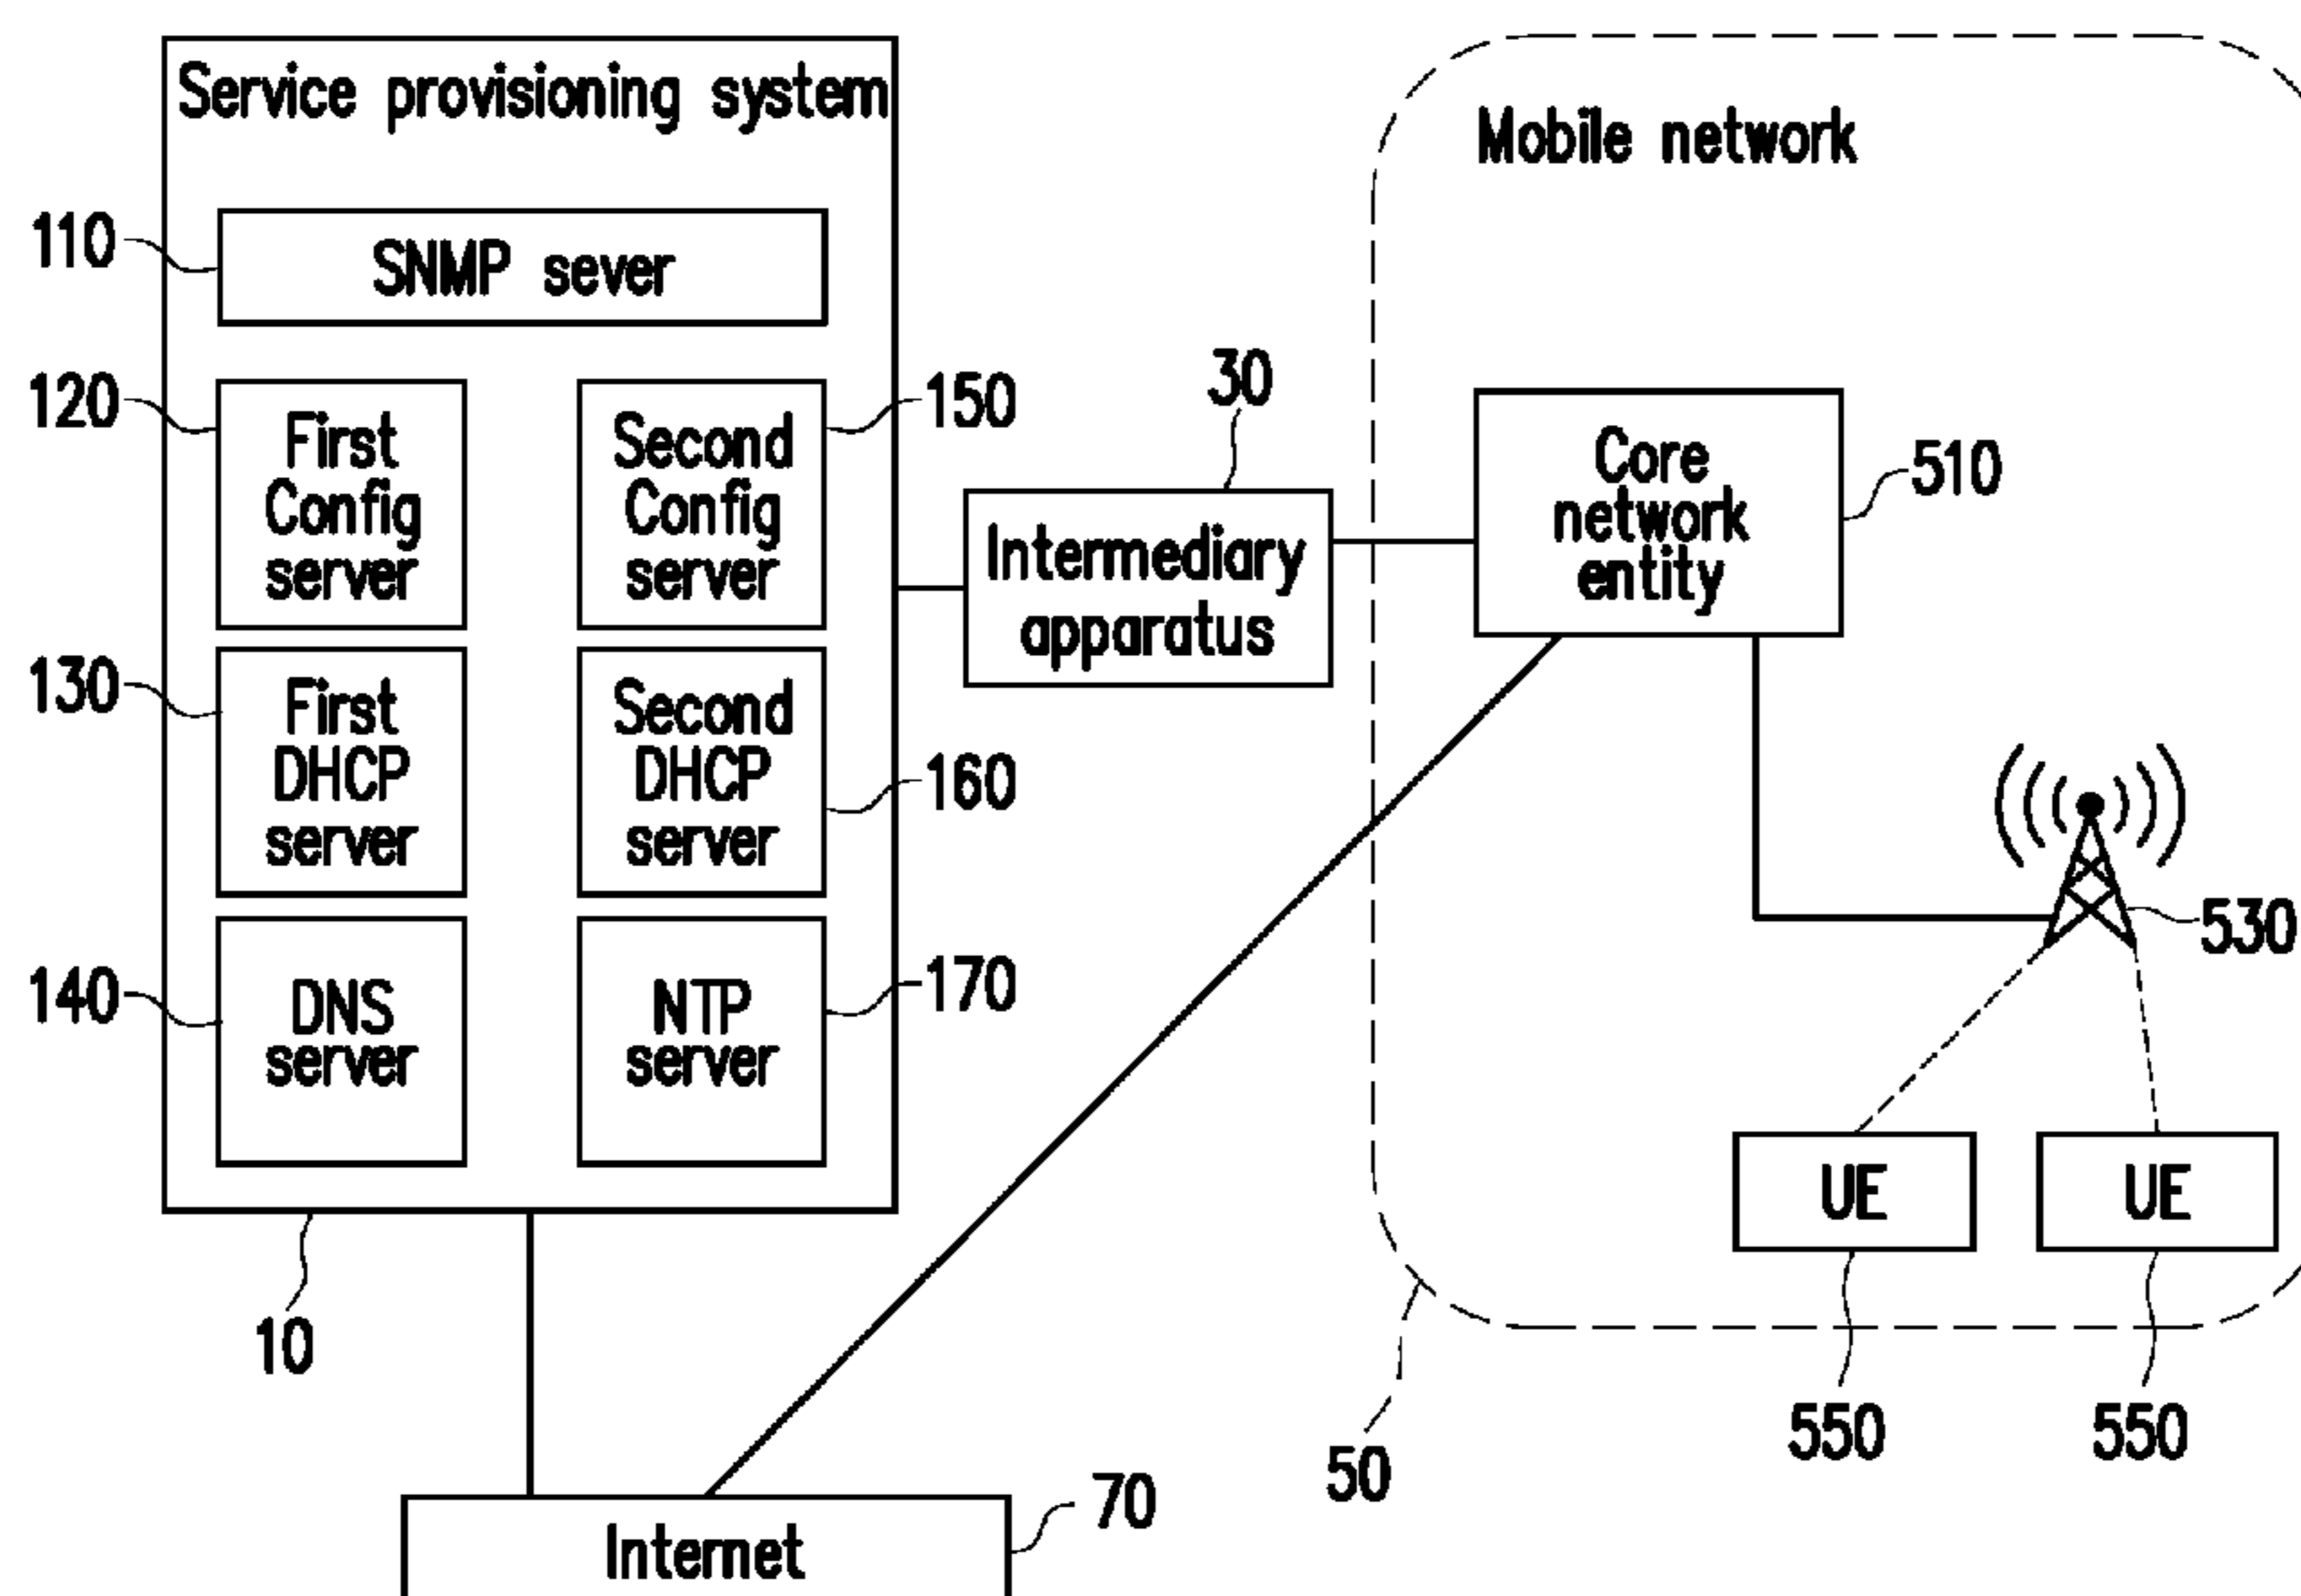 Service provisioning system
Mobile network
110
SNMP sever
120
First
Config
server
Second
Config
server
150
30
Intermediary
apparatus
Core
network
entity
510
130
First
DHCP
server
Second
DHCP
server
160
530
140
DNS
server
NTP
server
170
UE
UE
10
50
550
550
Internet
70